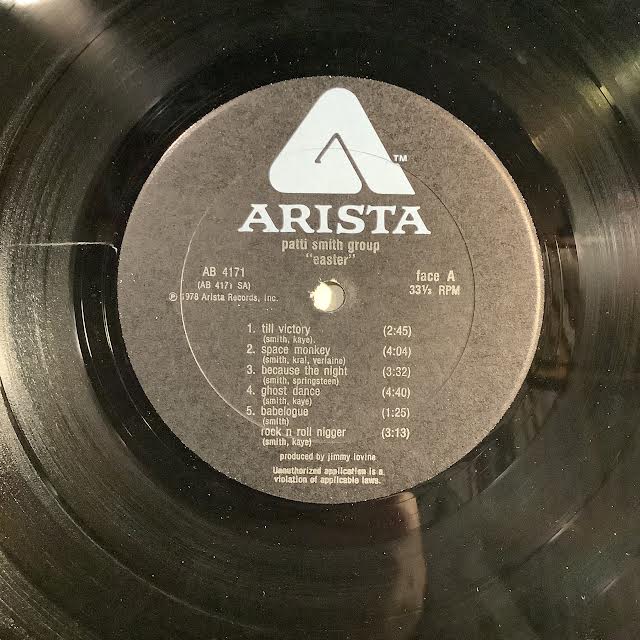 TM
ARISTA
patti smith group
"easter"
AB 4171
(AB 4171 SA)
℗ 1978 Arista Records, Inc.
face A
33⅓ RPM
1. till victory (2:45)
(smith, kaye).
2. space monkey (4:04)
(smith, kral, verlaine)
3. because the night (3:32)
(smith, springsteen)
4. ghost dance (4:40)
(smith, kaye)
5. babelogue (1:25)
(smith)
rock n roll nigger (3:13)
(smith, kaye)
produced by jimmy iovine
Unauthorized application is a
violation of applicable laws.